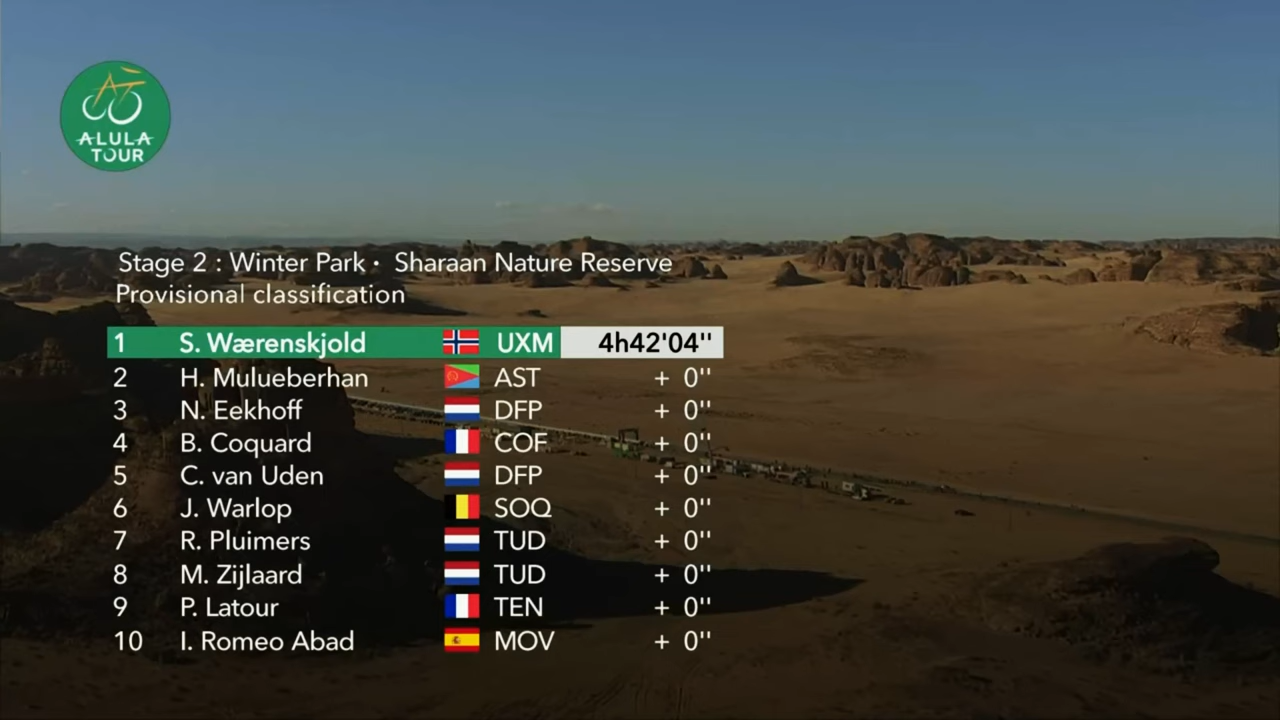 ALULA
TOUR
Stage 2 : Winter Park · Sharaan Nature Reserve
Provisional classification
1 S. Wærenskjold UXM 4h42'04''
2 H. Mulueberhan AST + 0''
3 N. Eekhoff DFP + 0''
4 B. Coquard COF + 0''
5 C. van Uden DFP + 0''
6 J. Warlop SOQ + 0''
7 R. Pluimers TUD + 0''
8 M. Zijlaard TUD + 0''
9 P. Latour TEN + 0''
10 I. Romeo Abad MOV + 0''